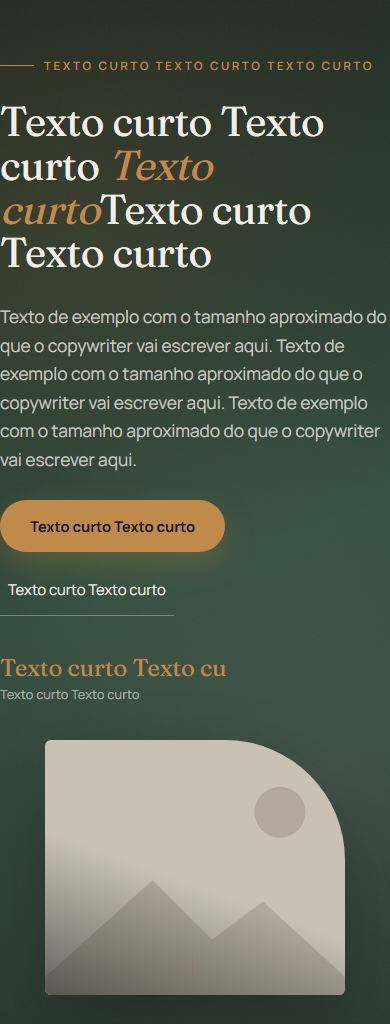 TEXTO CURTO TEXTO CURTO TEXTO CURTO
Texto curto Texto
curto Texto
curtoTexto curto
Texto curto
Texto de exemplo com o tamanho aproximado do
que o copywriter vai escrever aqui. Texto de
exemplo com o tamanho aproximado do que o
copywriter vai escrever aqui. Texto de exemplo
com o tamanho aproximado do que o copywriter
vai escrever aqui.
Texto curto Texto curto
Texto curto Texto curto
Texto curto Texto cu
Texto curto Texto curto